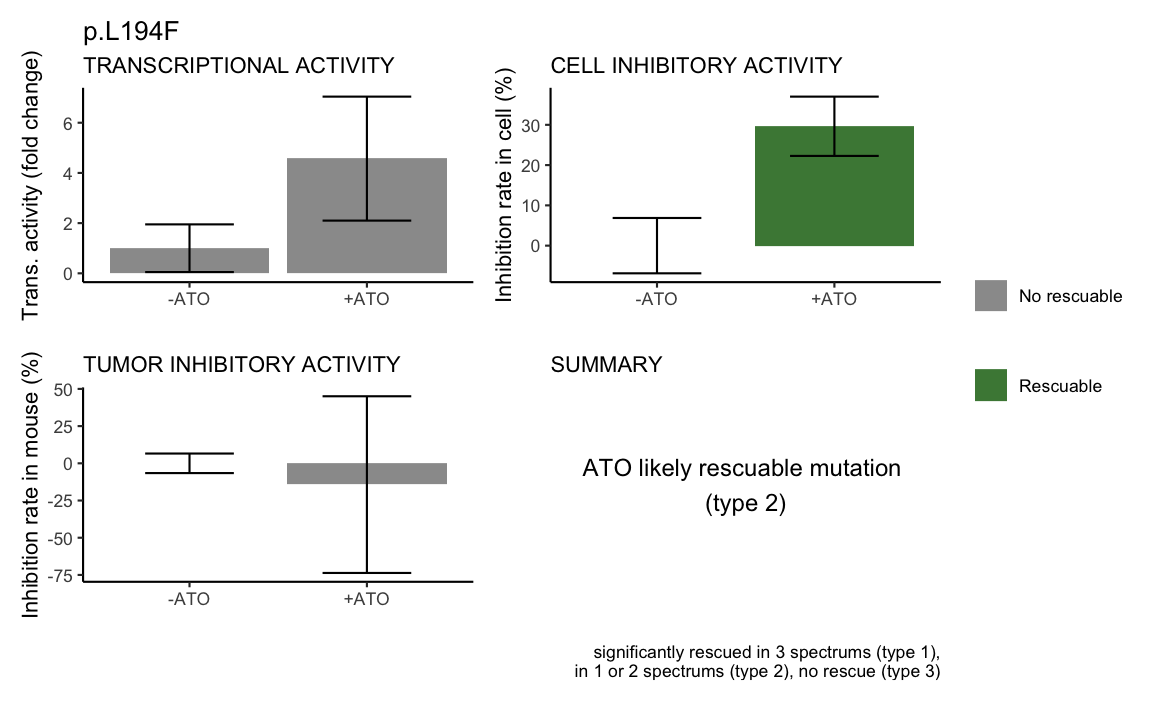 p.L194F
TRANSCRIPTIONAL ACTIVITY
Trans. activity (fold change)
6
4
2
0
-ATO
+ATO
CELL INHIBITORY ACTIVITY
Inhibition rate in cell (%)
30
20
10
0
-ATO
+ATO
No rescuable
Rescuable
TUMOR INHIBITORY ACTIVITY
Inhibition rate in mouse (%)
50
25
0
-25
-50
-75
-ATO
+ATO
SUMMARY
ATO likely rescuable mutation
(type 2)
significantly rescued in 3 spectrums (type 1),
in 1 or 2 spectrums (type 2), no rescue (type 3)